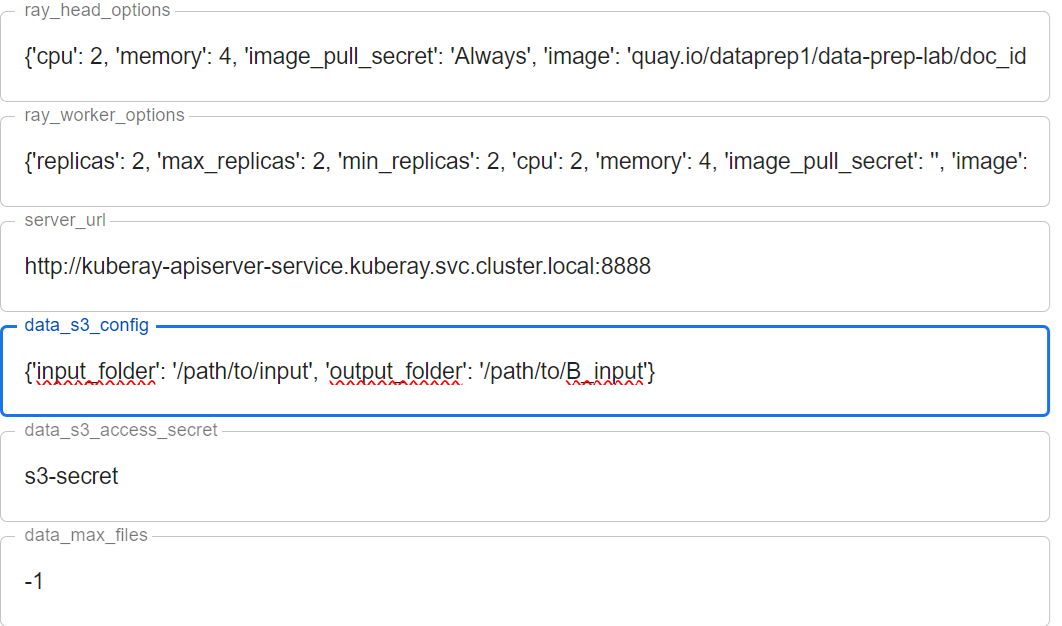 ray_head_options
{'cpu': 2, 'memory': 4, 'image_pull_secret': 'Always', 'image': 'quay.io/dataprep1/data-prep-lab/doc_id
ray_worker_options
{'replicas': 2, 'max_replicas': 2, 'min_replicas': 2, 'cpu': 2, 'memory': 4, 'image_pull_secret': '', 'image':
server_url
http://kuberay-apiserver-service.kuberay.svc.cluster.local:8888
data_s3_config
{'input_folder': '/path/to/input', 'output_folder': '/path/to/B_input'}
data_s3_access_secret
s3-secret
data_max_files
-1